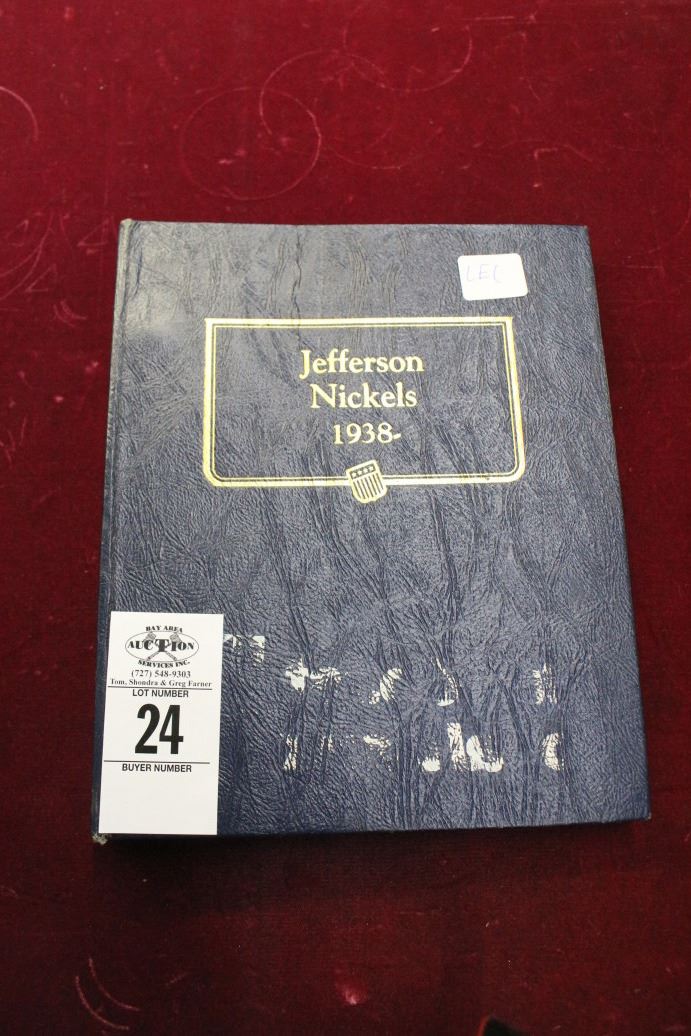 Jefferson
Nickels
1938-
BAY AREA
AUCTION
SERVICES INC.
(727) 548-9303
Tom, Shondra & Greg Farner
LOT NUMBER
24
BUYER NUMBER